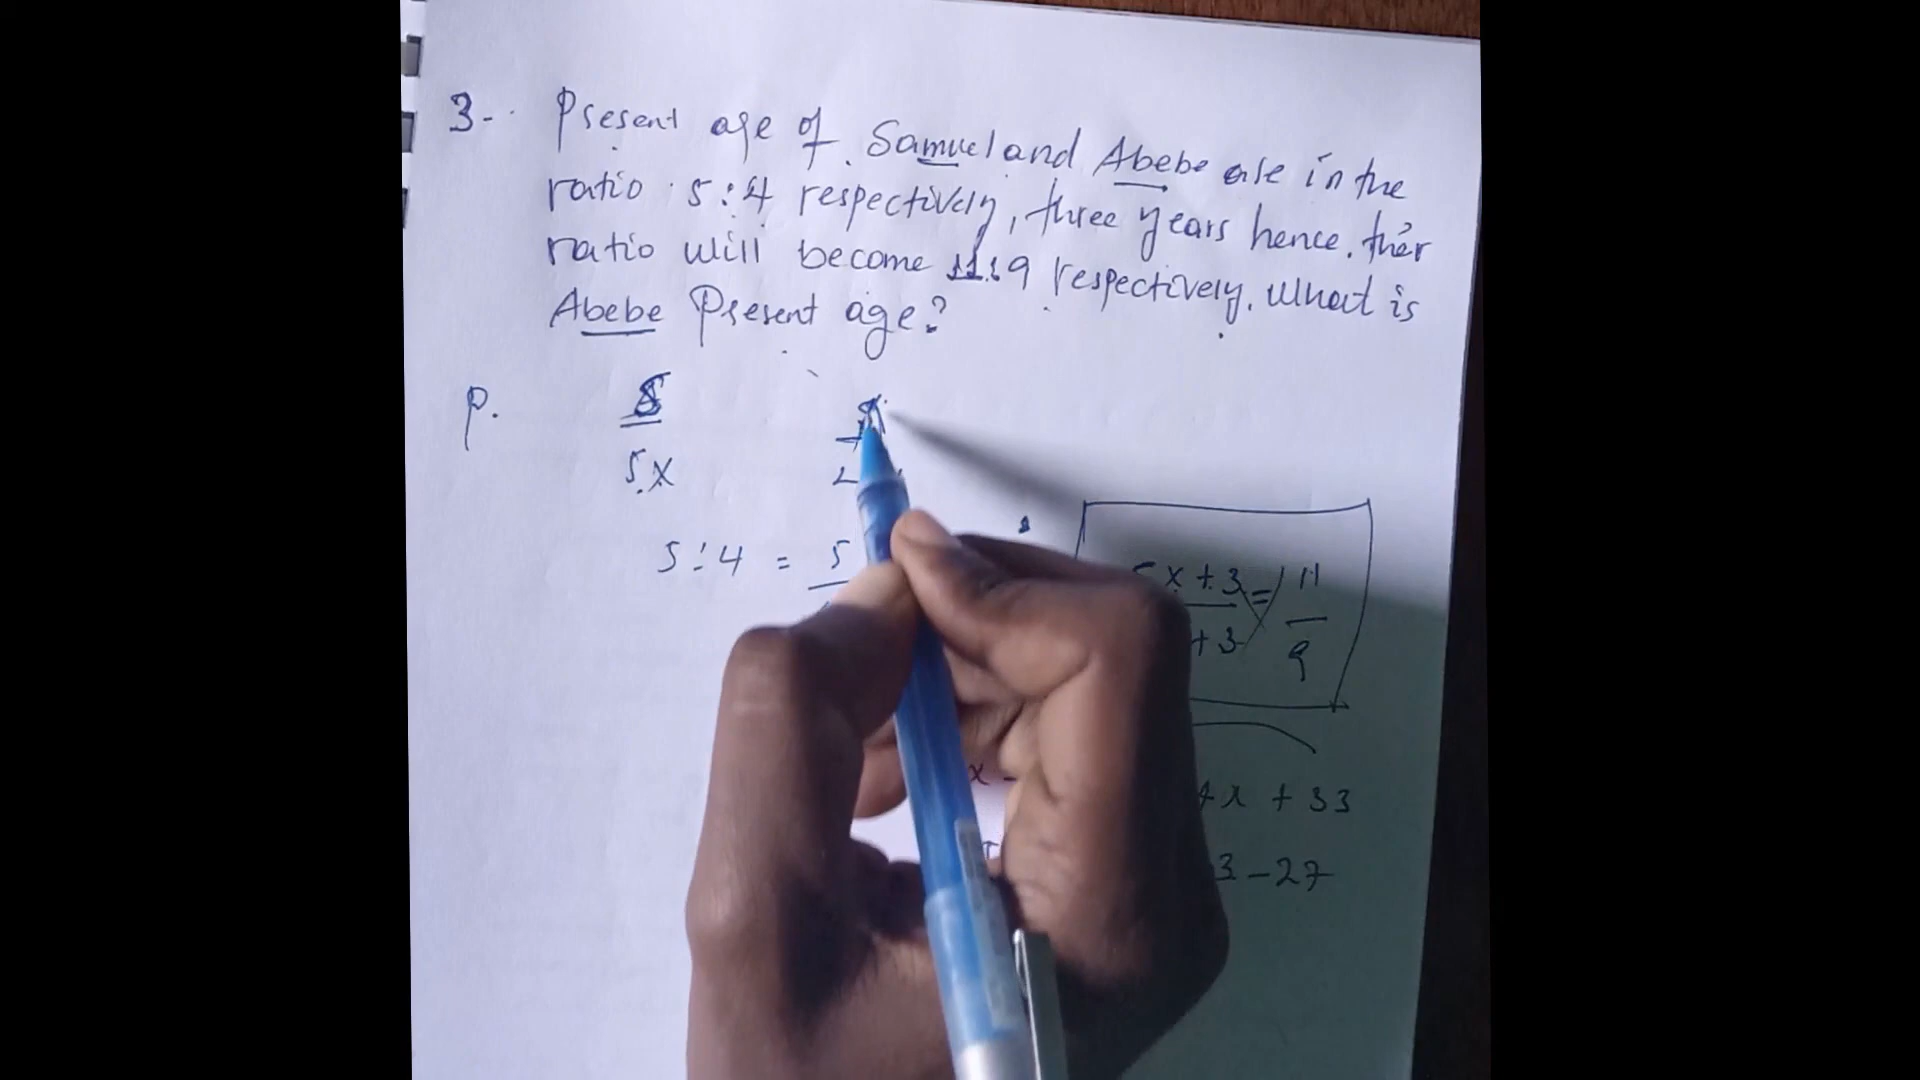 3- Present age of Samuel and Abebe are in the
ratio 5:4 respectively, three years hence. their
ratio will become 11:9 respectively. What is
Abebe Present age?
P. S A
5x
5:4 = 5
5x+3 = 11
+3 9
x -
4x + 33
3-27